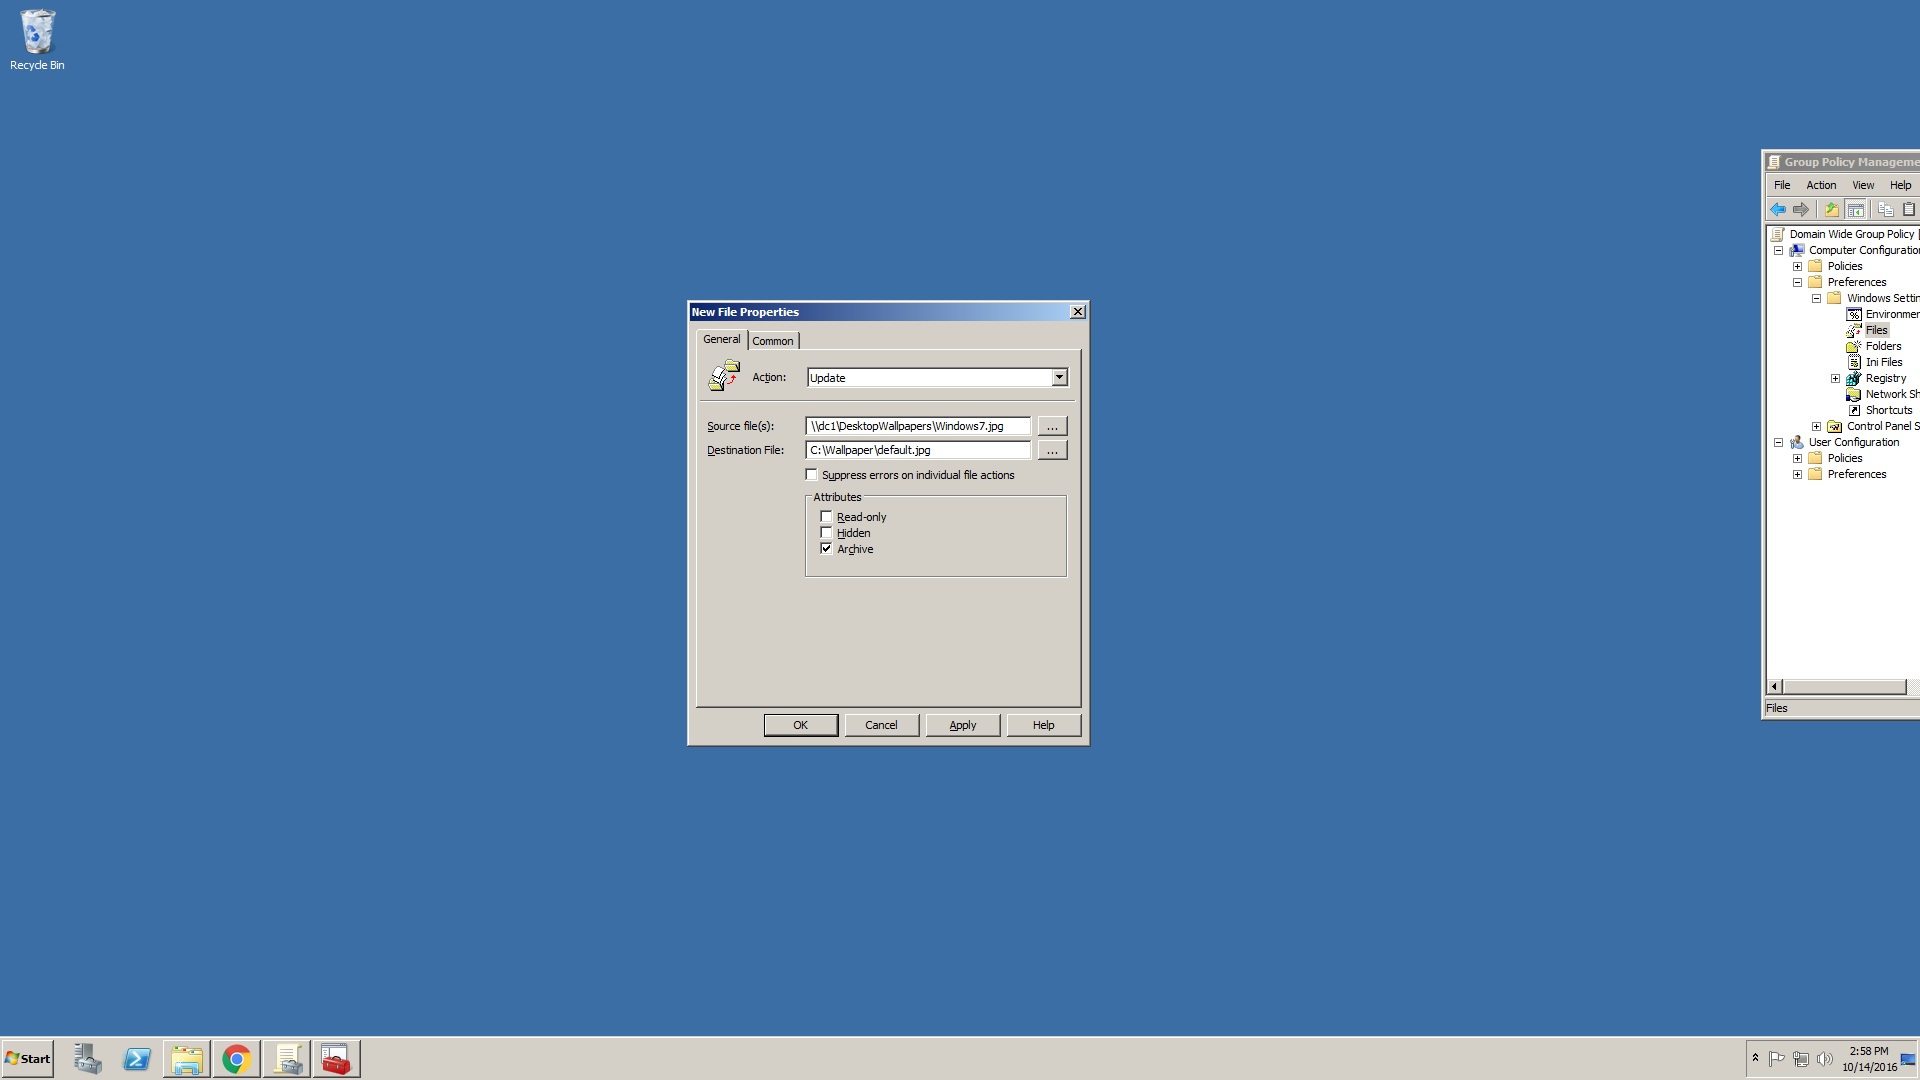 Recycle Bin
New File Properties
General
Common
Action:
Update
Source file(s):
\\dc1\DesktopWallpapers\Windows7.jpg
...
Destination File:
C:\Wallpaper\default.jpg
...
Suppress errors on individual file actions
Attributes
Read-only
Hidden
Archive
OK
Cancel
Apply
Help
Group Policy Manageme
File
Action
View
Help
Domain Wide Group Policy [
Computer Configuration
Policies
Preferences
Windows Settin
Environmen
Files
Folders
Ini Files
Registry
Network Sh
Shortcuts
Control Panel S
User Configuration
Policies
Preferences
Files
Start
2:58 PM
10/14/2016